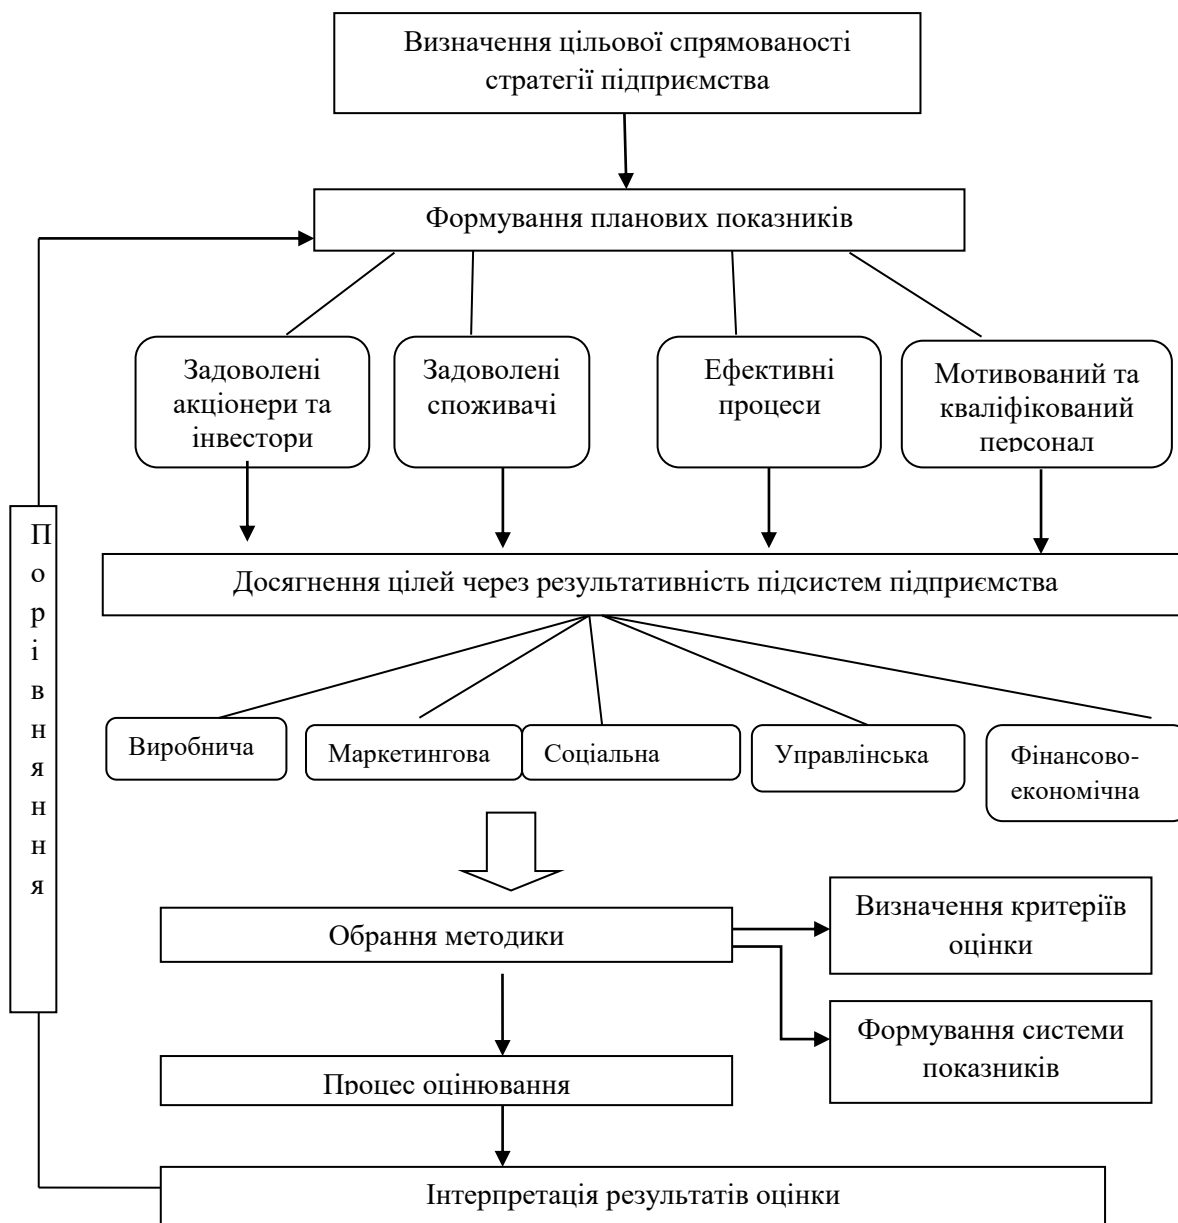 Визначення цільової спрямованості
стратегії підприємства
Формування планових показників
Задоволені
акціонери та
інвестори
Задоволені
споживачі
Ефективні
процеси
Мотивований та
кваліфікований
персонал
П
о
р
і
в
н
я
н
н
я
Досягнення цілей через результативність підсистем підприємства
Виробнича
Маркетингова
Соціальна
Управлінська
Фінансово-
економічна
Обрання методики
Визначення критеріїв
оцінки
Формування системи
показників
Процес оцінювання
Інтерпретація результатів оцінки